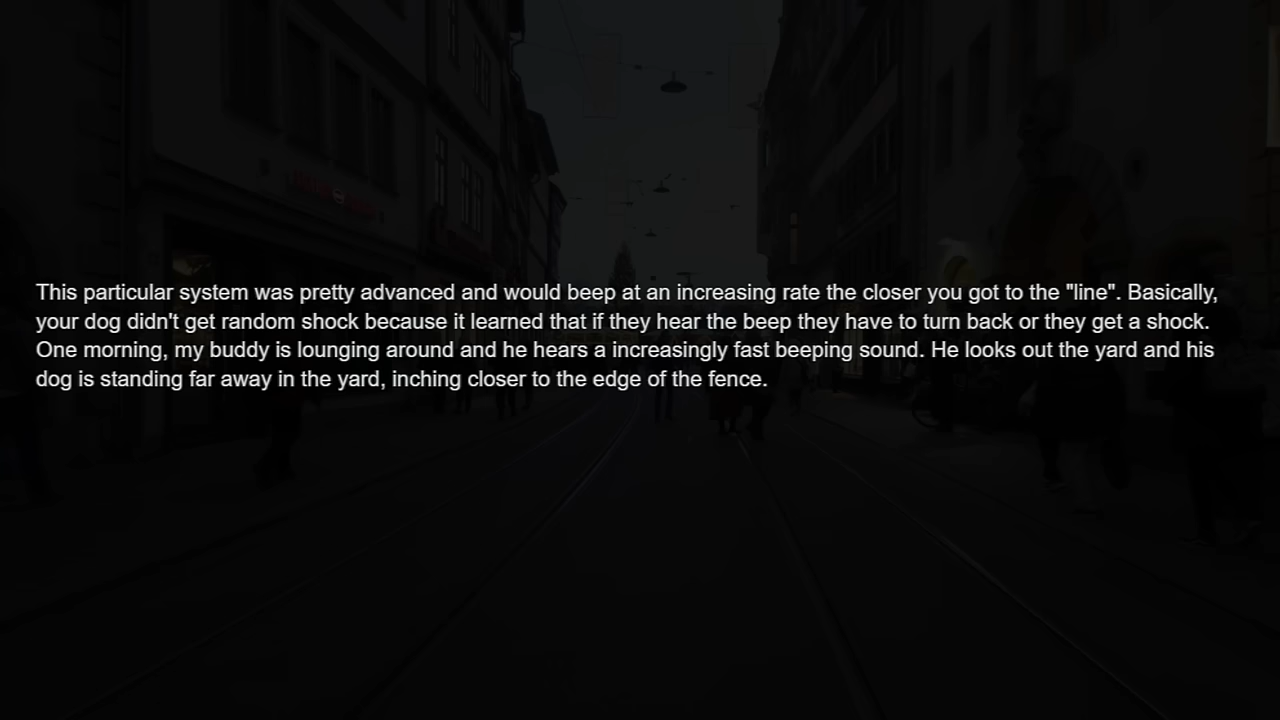 This particular system was pretty advanced and would beep at an increasing rate the closer you got to the "line". Basically,
your dog didn't get random shock because it learned that if they hear the beep they have to turn back or they get a shock.
One morning, my buddy is lounging around and he hears a increasingly fast beeping sound. He looks out the yard and his
dog is standing far away in the yard, inching closer to the edge of the fence.